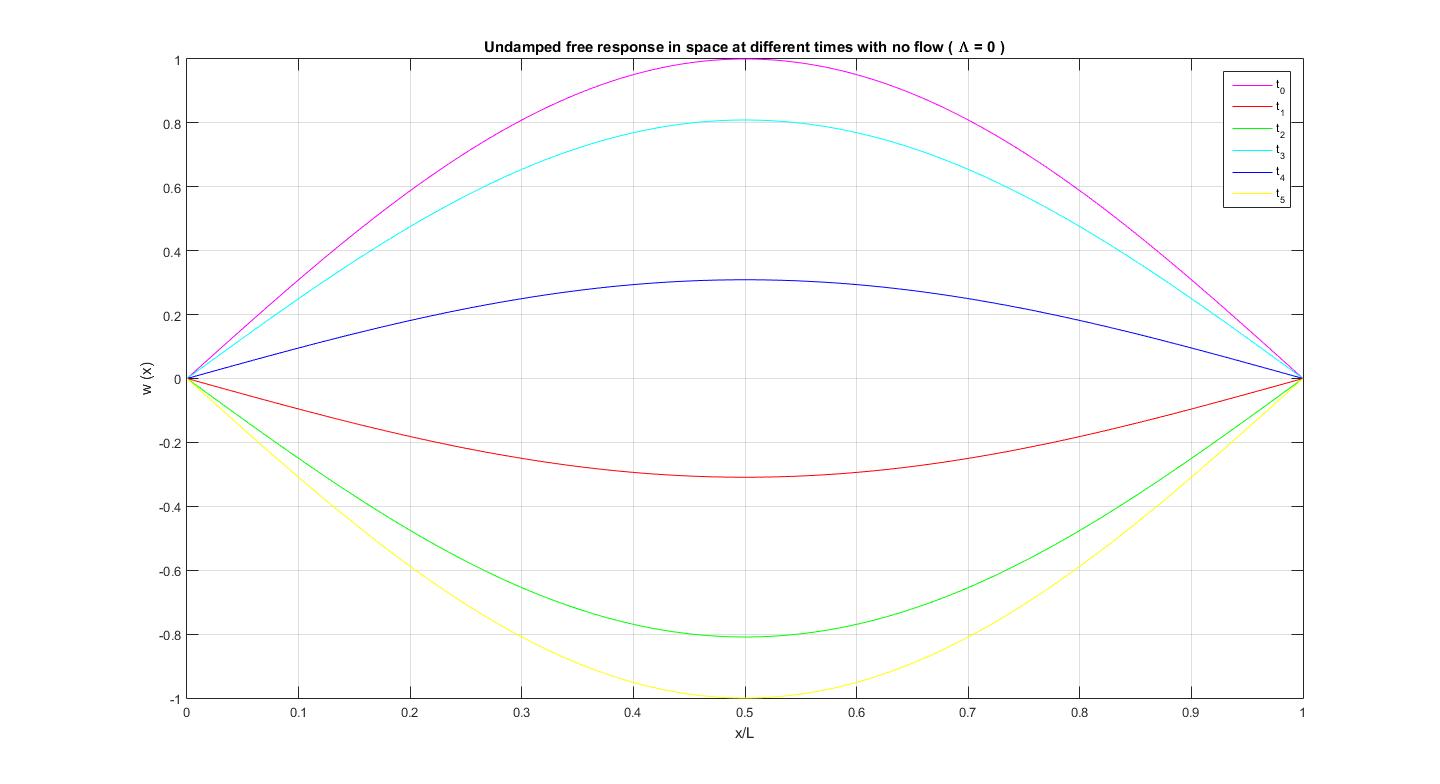 Undamped free response in space at different times with no flow ( Λ = 0 )
1
0.8
0.6
0.4
0.2
0
-0.2
-0.4
-0.6
-0.8
-1
w (x)
t0
t1
t2
t3
t4
t5
0 0.1 0.2 0.3 0.4 0.5 0.6 0.7 0.8 0.9 1
x/L